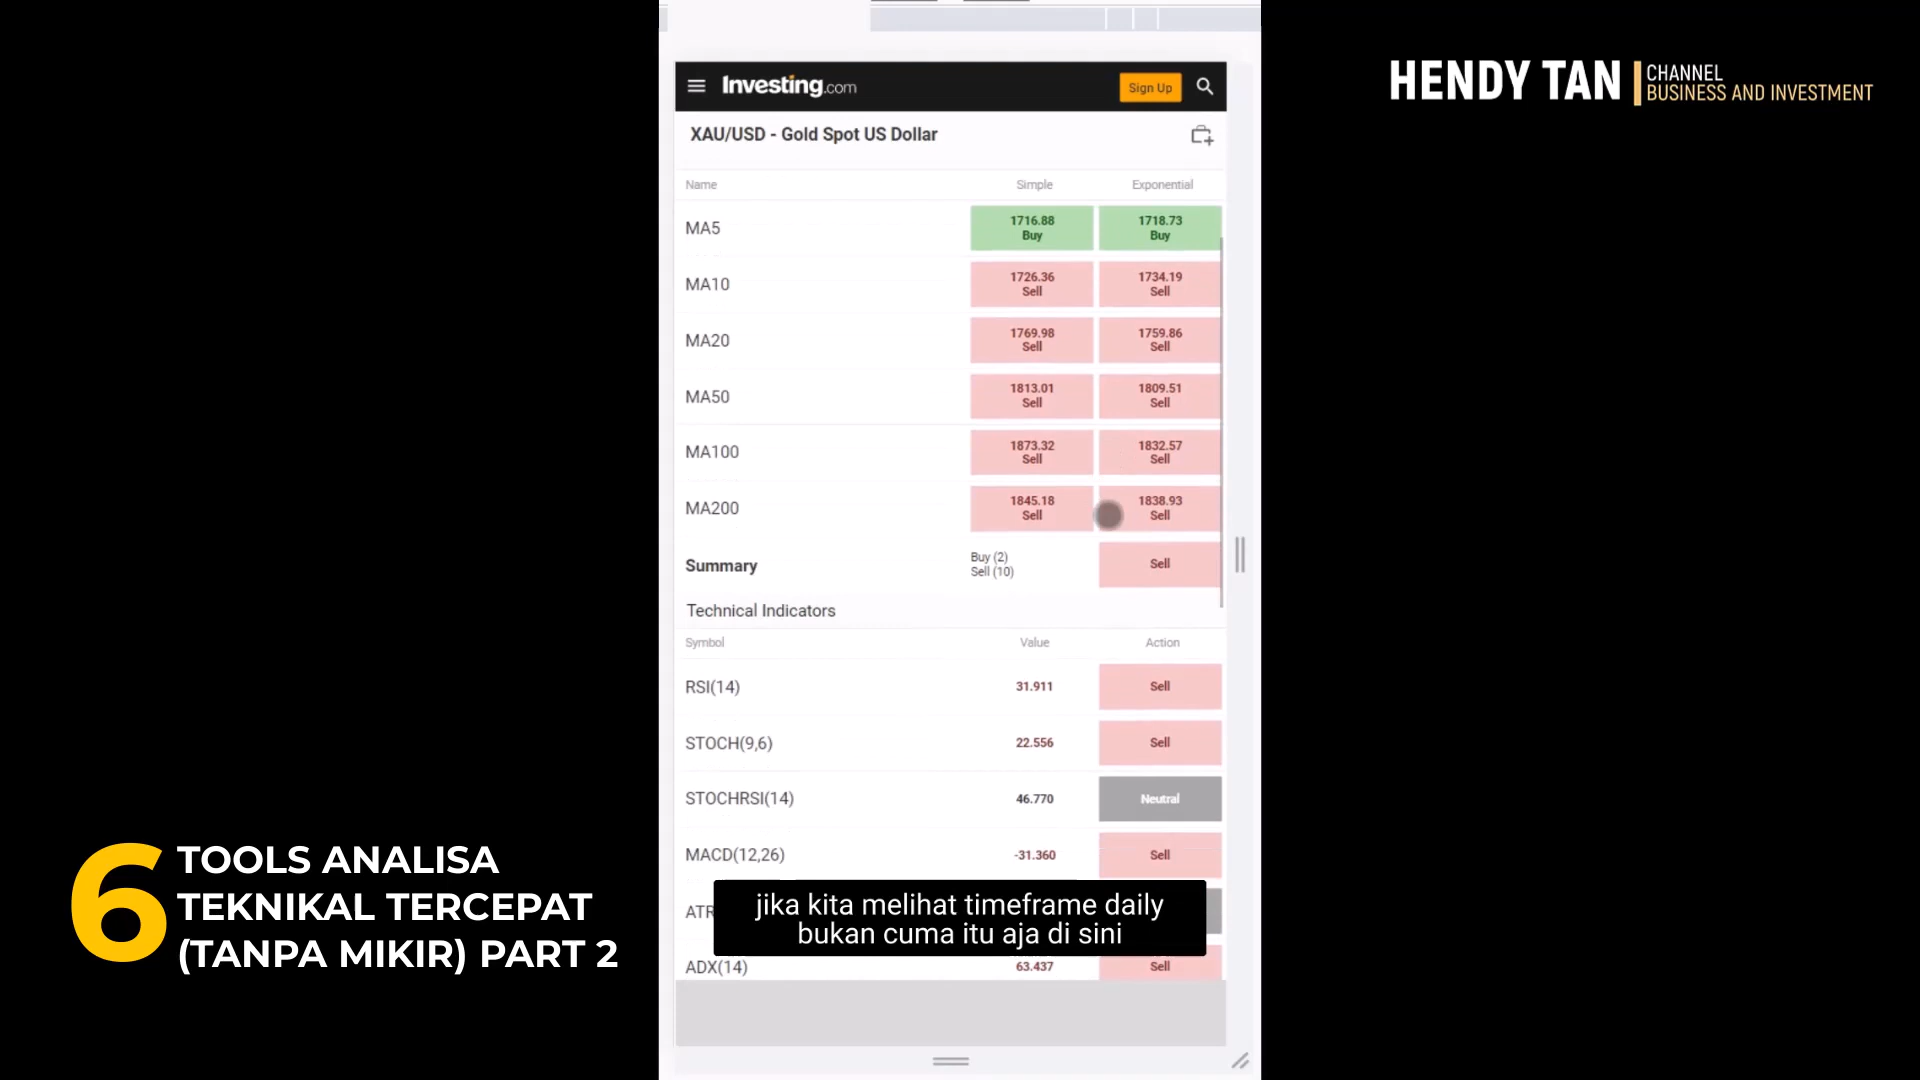 Investing.com
Sign Up
HENDY TAN
CHANNEL
BUSINESS AND INVESTMENT
XAU/USD - Gold Spot US Dollar
Name Simple Exponential
MA5 1716.88 Buy 1718.73 Buy
MA10 1726.36 Sell 1734.19 Sell
MA20 1769.98 Sell 1759.86 Sell
MA50 1813.01 Sell 1809.51 Sell
MA100 1873.32 Sell 1832.57 Sell
MA200 1845.18 Sell 1838.93 Sell
Summary Buy (2) Sell (10) Sell
Technical Indicators
Symbol Value Action
RSI(14) 31.911 Sell
STOCH(9,6) 22.556 Sell
STOCHRSI(14) 46.770 Neutral
MACD(12,26) -31.360 Sell
ATR
ADX(14) 63.437 Sell
jika kita melihat timeframe daily
bukan cuma itu aja di sini
6 TOOLS ANALISA
TEKNIKAL TERCEPAT
(TANPA MIKIR) PART 2